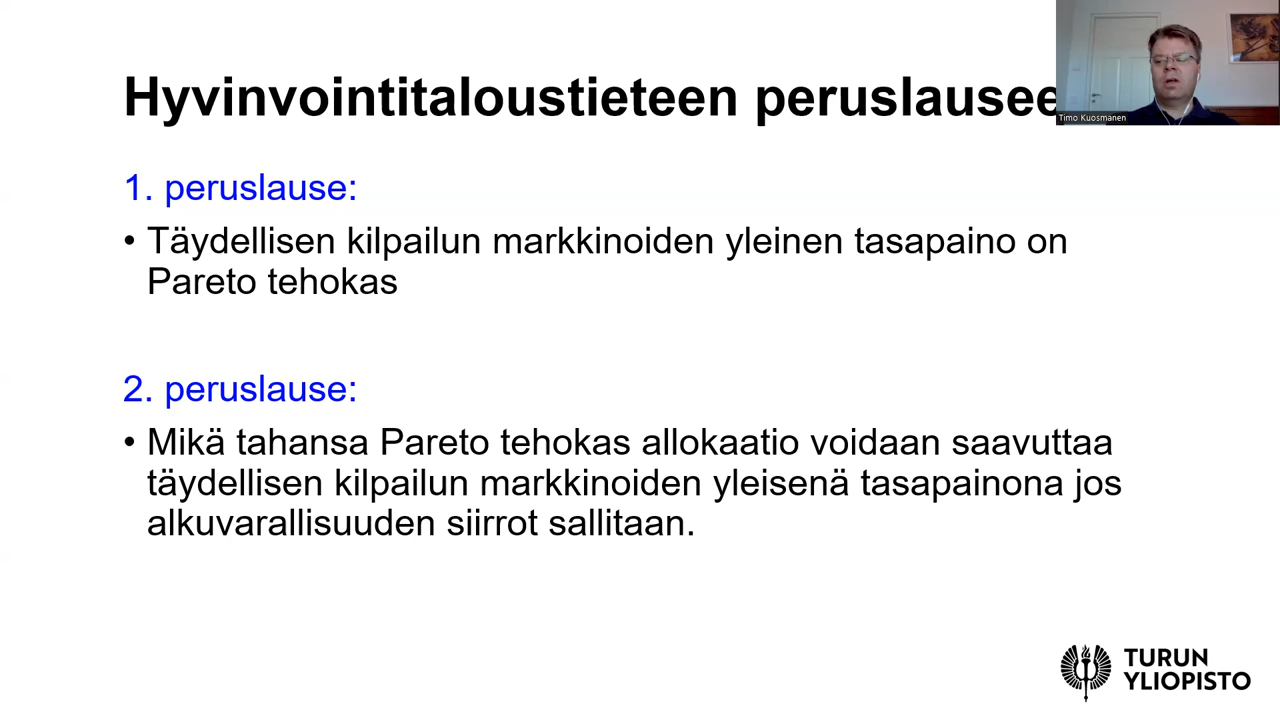 Hyvinvointitaloustieteen peruslausee
Timo Kuosmanen
1. peruslause:
• Täydellisen kilpailun markkinoiden yleinen tasapaino on
Pareto tehokas
2. peruslause:
• Mikä tahansa Pareto tehokas allokaatio voidaan saavuttaa
täydellisen kilpailun markkinoiden yleisenä tasapainona jos
alkuvarallisuuden siirrot sallitaan.
TURUN
YLIOPISTO